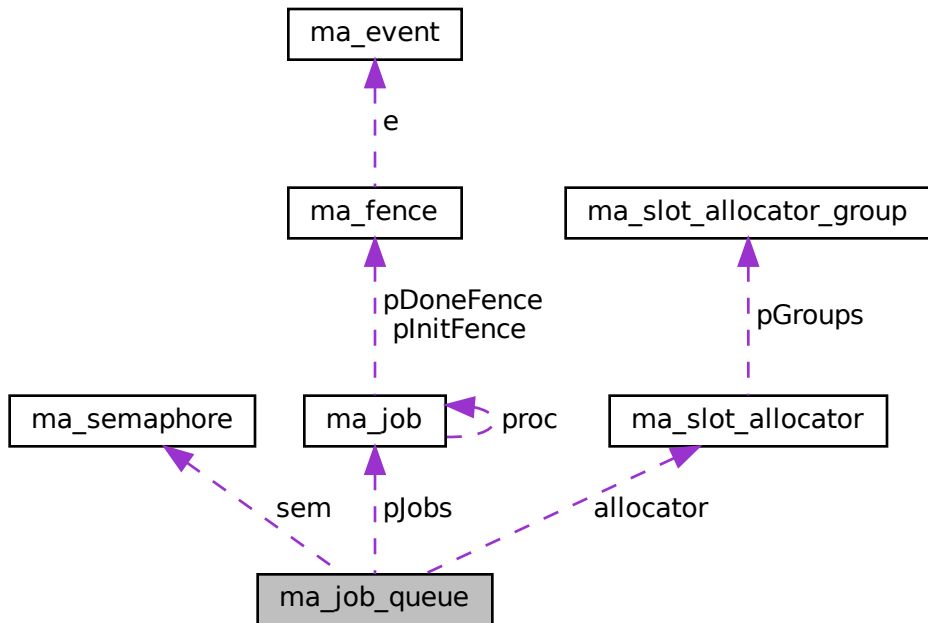 ma_event
e
ma_fence
ma_slot_allocator_group
pDoneFence
pInitFence
pGroups
ma_semaphore
ma_job
proc
ma_slot_allocator
sem
pJobs
allocator
ma_job_queue